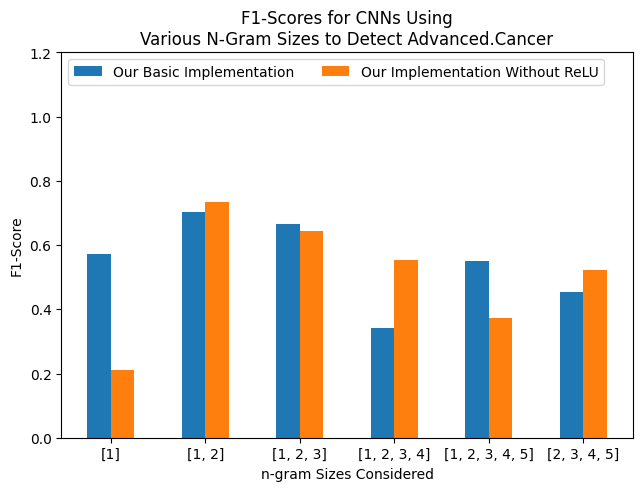 F1-Scores for CNNs Using
Various N-Gram Sizes to Detect Advanced.Cancer
Our Basic Implementation
Our Implementation Without ReLU
F1-Score
1.2
1.0
0.8
0.6
0.4
0.2
0.0
[1]
[1, 2]
[1, 2, 3]
[1, 2, 3, 4]
[1, 2, 3, 4, 5]
[2, 3, 4, 5]
n-gram Sizes Considered